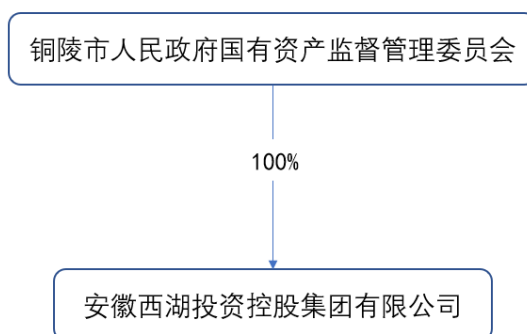 铜陵市人民政府国有资产监督管理委员会
100%
安徽西湖投资控股集团有限公司